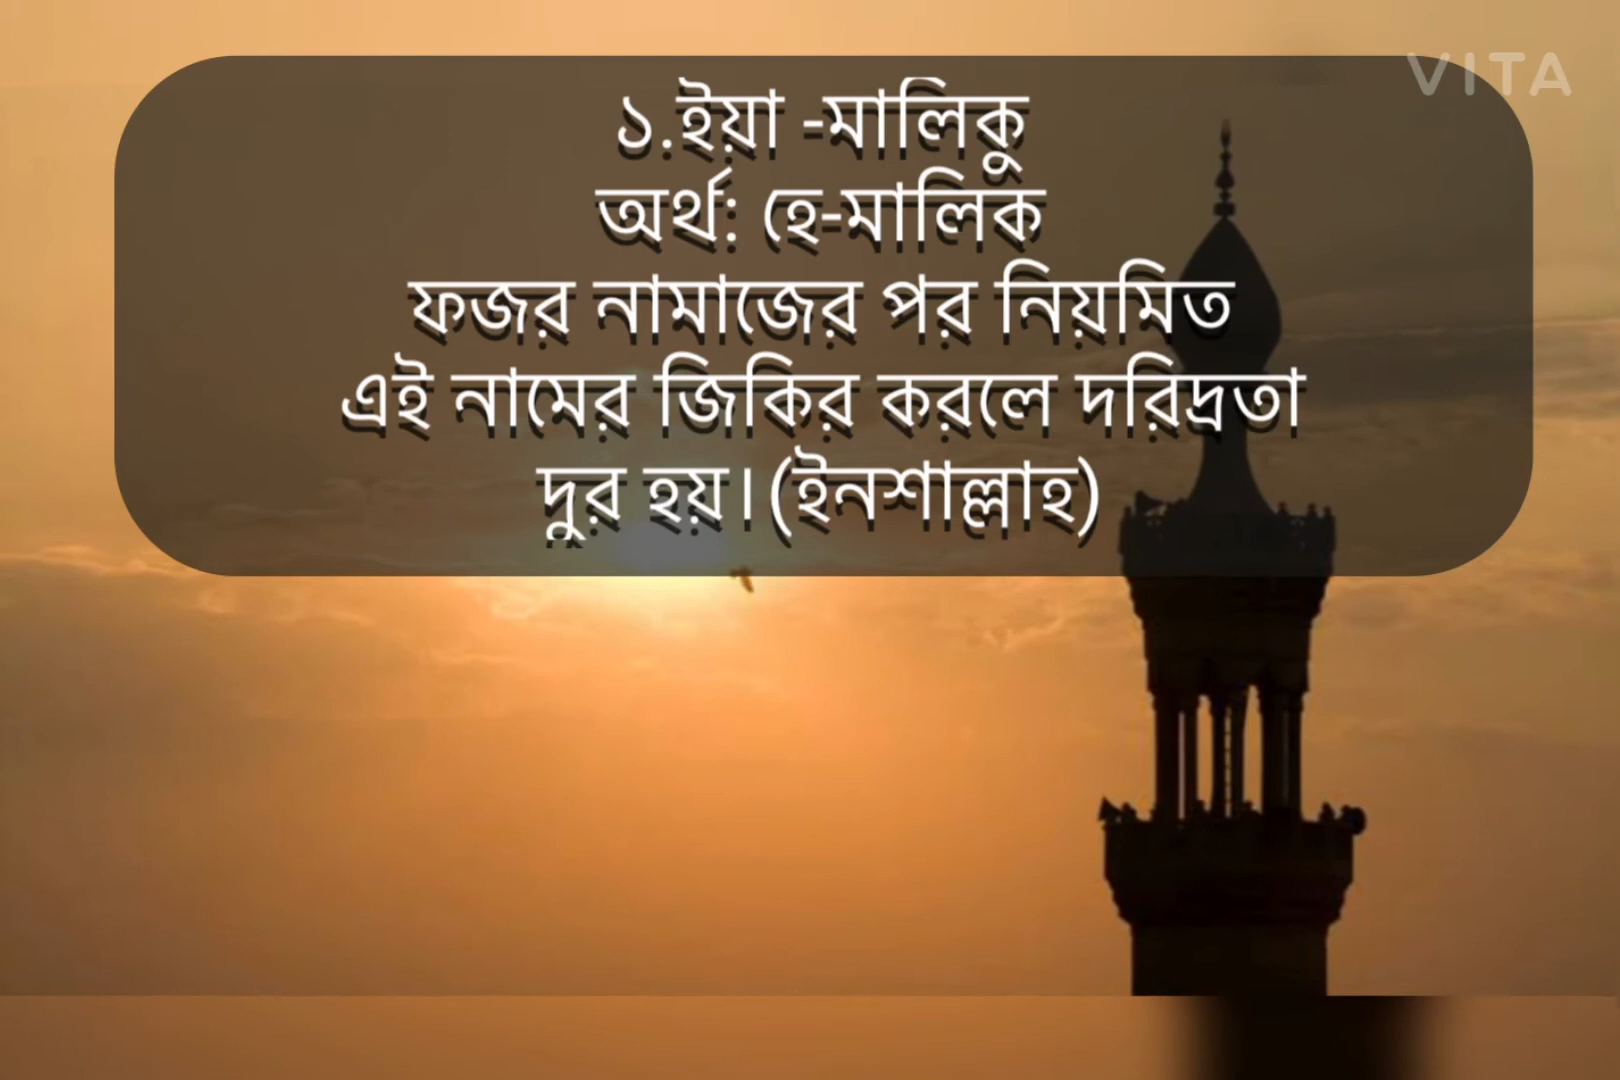 VITA
১.ইয়া -মালিকু
অর্থ: হে-মালিক
ফজর নামাজের পর নিয়মিত
এই নামের জিকির করলে দরিদ্রতা
দুর হয়। (ইনশাল্লাহ)